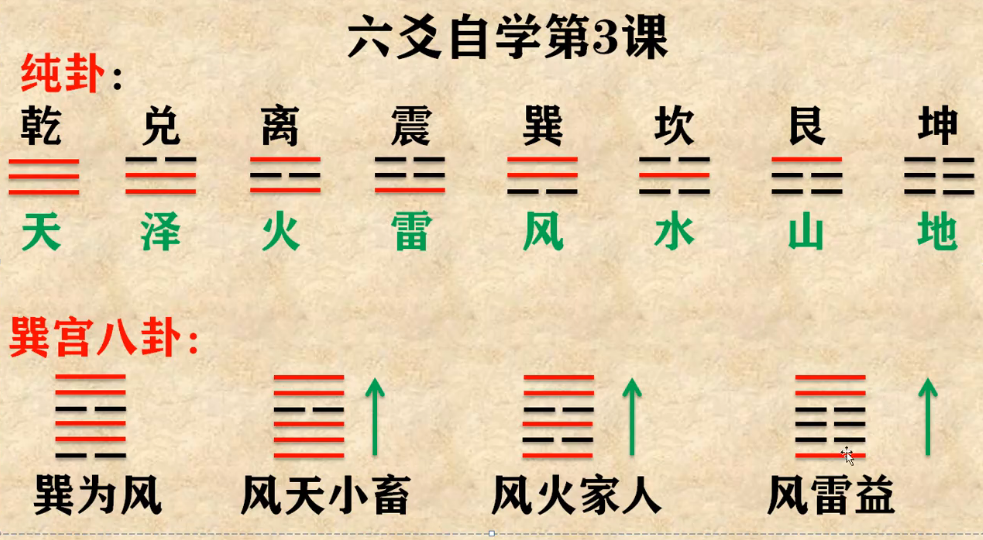 六爻自学第3课
纯卦：
乾 兑 离 震 巽 坎 艮 坤
天 泽 火 雷 风 水 山 地
巽宫八卦：
巽为风 风天小畜 风火家人 风雷益